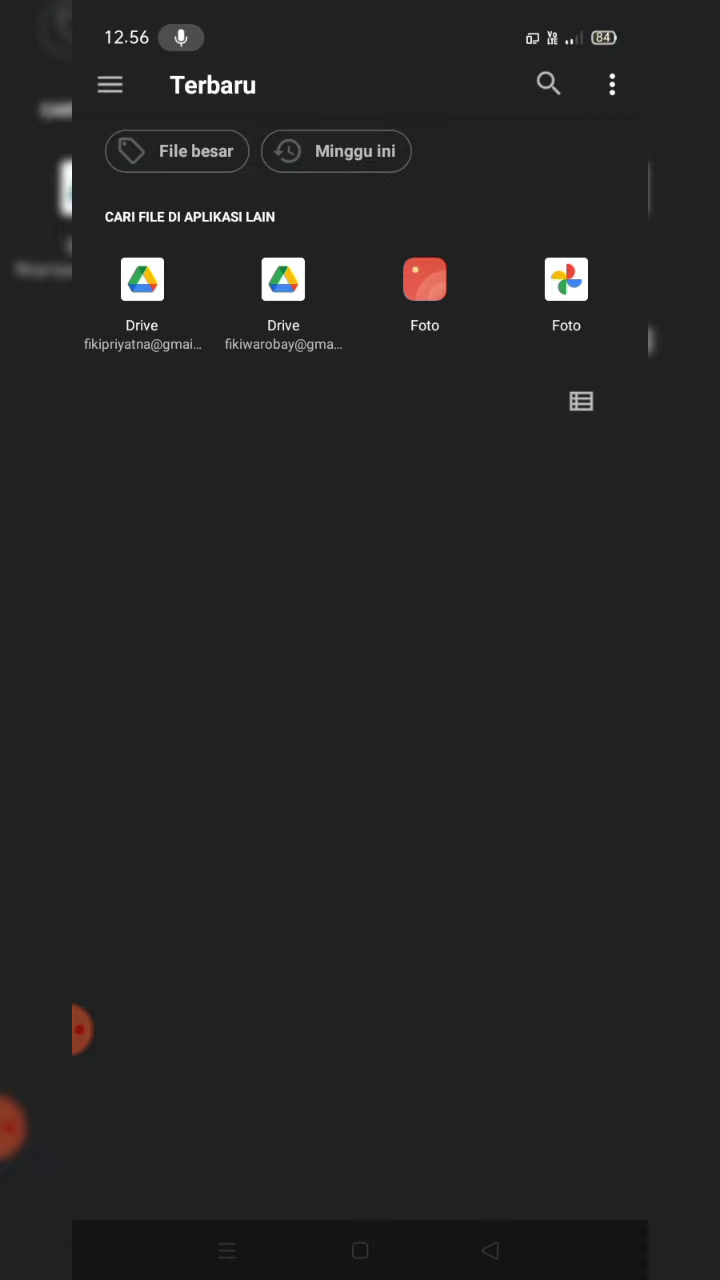 12.56
84
Terbaru
File besar
Minggu ini
CARI FILE DI APLIKASI LAIN
Drive
fikipriyatna@gmai...
Drive
fikiwarobay@gma...
Foto
Foto